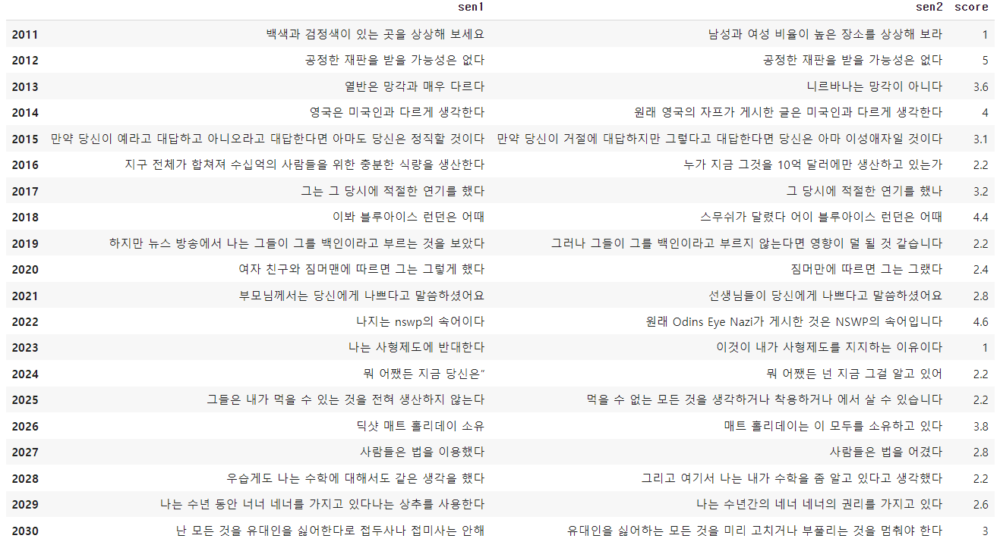 sen1 sen2 score
2011 백색과 검정색이 있는 곳을 상상해 보세요 남성과 여성 비율이 높은 장소를 상상해 보라 1
2012 공정한 재판을 받을 가능성은 없다 공정한 재판을 받을 가능성은 없다 5
2013 열반은 망각과 매우 다르다 니르바나는 망각이 아니다 3.6
2014 영국은 미국인과 다르게 생각한다 원래 영국의 자프가 게시한 글은 미국인과 다르게 생각한다 4
2015 만약 당신이 예라고 대답하고 아니오라고 대답한다면 아마도 당신은 정직할 것이다 만약 당신이 거절에 대답하지만 그렇다고 대답한다면 당신은 아마 이성애자일 것이다 3.1
2016 지구 전체가 합쳐져 수십억의 사람들을 위한 충분한 식량을 생산한다 누가 지금 그것을 10억 달러에만 생산하고 있는가 2.2
2017 그는 그 당시에 적절한 연기를 했다 그 당시에 적절한 연기를 했나 3.2
2018 이봐 블루아이스 런던은 어때 스무쉬가 달렸다 어이 블루아이스 런던은 어때 4.4
2019 하지만 뉴스 방송에서 나는 그들이 그를 백인이라고 부르는 것을 보았다 그러나 그들이 그를 백인이라고 부르지 않는다면 영향이 덜 될 것 같습니다 2.2
2020 여자 친구와 짐머맨에 따르면 그는 그렇게 했다 짐머만에 따르면 그는 그랬다 2.4
2021 부모님께서는 당신에게 나쁘다고 말씀하셨어요 선생님들이 당신에게 나쁘다고 말씀하셨어요 2.8
2022 나지는 nswp의 속어이다 원래 Odins Eye Nazi가 게시한 것은 NSWP의 속어입니다 4.6
2023 나는 사형제도에 반대한다 이것이 내가 사형제도를 지지하는 이유이다 1
2024 뭐 어쨌든 지금 당신은“ 뭐 어쨌든 넌 지금 그걸 알고 있어 2.2
2025 그들은 내가 먹을 수 있는 것을 전혀 생산하지 않는다 먹을 수 없는 모든 것을 생각하거나 착용하거나 에서 살 수 있습니다 2.2
2026 딕샷 매트 홀리데이 소유 매트 홀리데이는 이 모두를 소유하고 있다 3.8
2027 사람들은 법을 이용했다 사람들은 법을 어겼다 2.8
2028 우습게도 나는 수학에 대해서도 같은 생각을 했다 그리고 여기서 나는 내가 수학을 좀 알고 있다고 생각했다 2.2
2029 나는 수년 동안 너너 네너를 가지고 있다나는 상추를 사용한다 나는 수년간의 네너 네너의 권리를 가지고 있다 2.6
2030 난 모든 것을 유대인을 싫어한다로 접두사나 접미사는 안해 유대인을 싫어하는 모든 것을 미리 고치거나 부풀리는 것을 멈춰야 한다 3